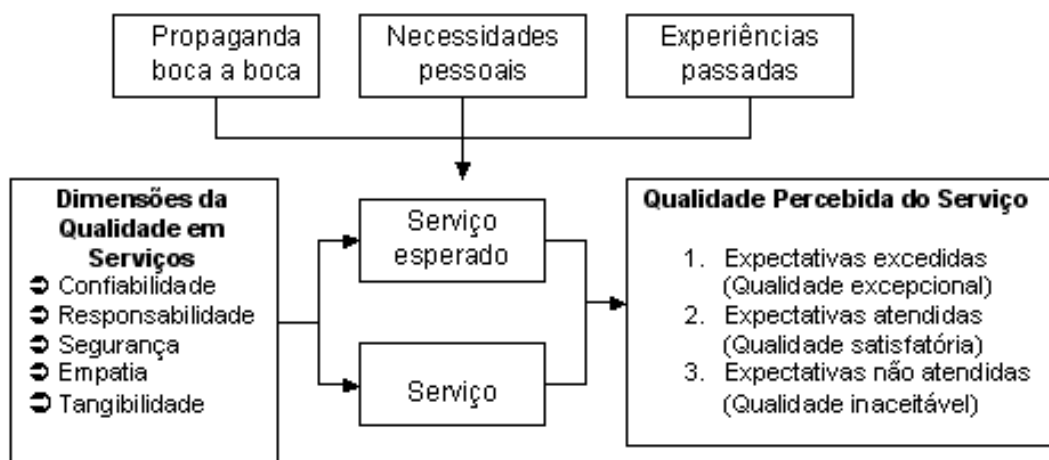 Propaganda
boca a boca
Necessidades
pessoais
Experiências
passadas
Dimensões da
Qualidade em
Serviços
➲ Confiabilidade
➲ Responsabilidade
➲ Segurança
➲ Empatia
➲ Tangibilidade
Serviço
esperado
Serviço
Qualidade Percebida do Serviço
1. Expectativas excedidas
(Qualidade excepcional)
2. Expectativas atendidas
(Qualidade satisfatória)
3. Expectativas não atendidas
(Qualidade inaceitável)